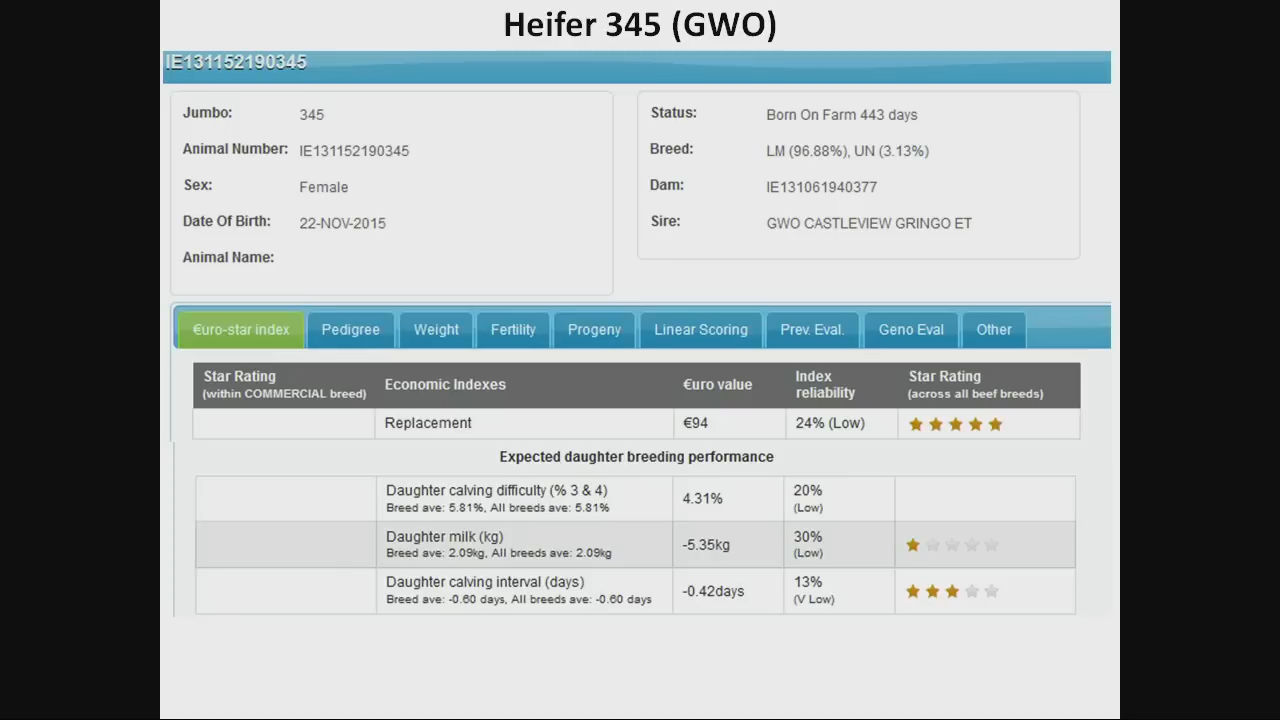 Heifer 345 (GWO)
IE131152190345
Jumbo: 345
Animal Number: IE131152190345
Sex: Female
Date Of Birth: 22-NOV-2015
Animal Name:
Status: Born On Farm 443 days
Breed: LM (96.88%), UN (3.13%)
Dam: IE131061940377
Sire: GWO CASTLEVIEW GRINGO ET
€uro-star index Pedigree Weight Fertility Progeny Linear Scoring Prev. Eval. Geno Eval Other
Star Rating
(within COMMERCIAL breed)
Economic Indexes
€uro value
Index
reliability
Star Rating
(across all beef breeds)
Replacement €94 24% (Low)
Expected daughter breeding performance
Daughter calving difficulty (% 3 & 4)
Breed ave: 5.81%, All breeds ave: 5.81%
4.31%
20%
(Low)
Daughter milk (kg)
Breed ave: 2.09kg, All breeds ave: 2.09kg
-5.35kg
30%
(Low)
Daughter calving interval (days)
Breed ave: -0.60 days, All breeds ave: -0.60 days
-0.42days
13%
(V Low)